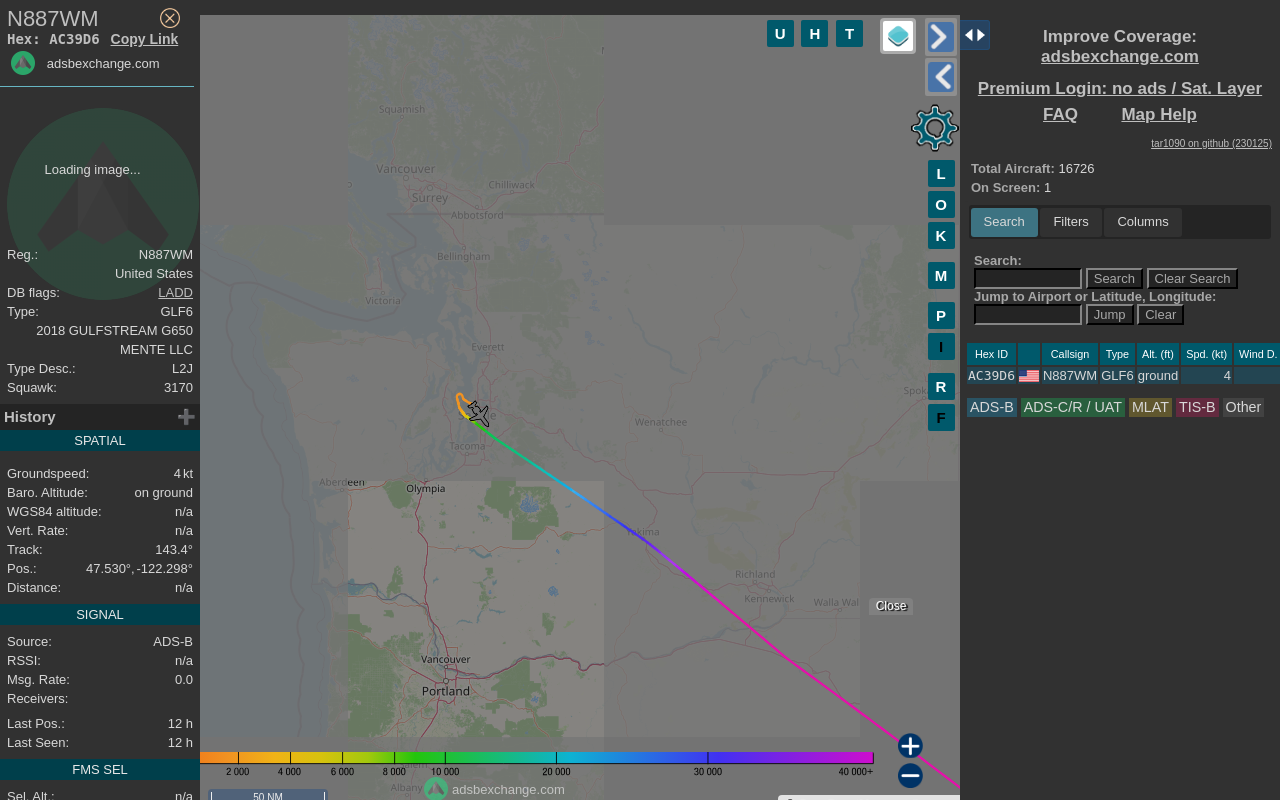 N887WM
Hex: AC39D6 Copy Link
adsbexchange.com
Loading image...
Reg.: N887WM
United States
DB flags: LADD
Type: GLF6
2018 GULFSTREAM G650
MENTE LLC
Type Desc.: L2J
Squawk: 3170
History
SPATIAL
Groundspeed: 4 kt
Baro. Altitude: on ground
WGS84 altitude: n/a
Vert. Rate: n/a
Track: 143.4°
Pos.: 47.530°, -122.298°
Distance: n/a
SIGNAL
Source: ADS-B
RSSI: n/a
Msg. Rate: 0.0
Receivers:
Last Pos.: 12 h
Last Seen: 12 h
FMS SEL
Sel. Alt.: n/a
U H T
Squamish
Vancouver
Surrey
Chilliwack
Abbotsford
Bellingham
Victoria
Everett
Wenatchee
Tacoma
Aberdeen
Olympia
Yakima
Richland
Kennewick
Walla Wal
Vancouver
Portland
Albany
L
O
K
M
P
I
R
F
Close
2 000 4 000 6 000 8 000 10 000 20 000 30 000 40 000+
adsbexchange.com
50 NM
Improve Coverage:
adsbexchange.com
Premium Login: no ads / Sat. Layer
FAQ Map Help
tar1090 on github (230125)
Total Aircraft: 16726
On Screen: 1
Search Filters Columns
Search:
Search Clear Search
Jump to Airport or Latitude, Longitude:
Jump Clear
Hex ID Callsign Type Alt. (ft) Spd. (kt) Wind D.
AC39D6 N887WM GLF6 ground 4
ADS-B ADS-C/R / UAT MLAT TIS-B Other